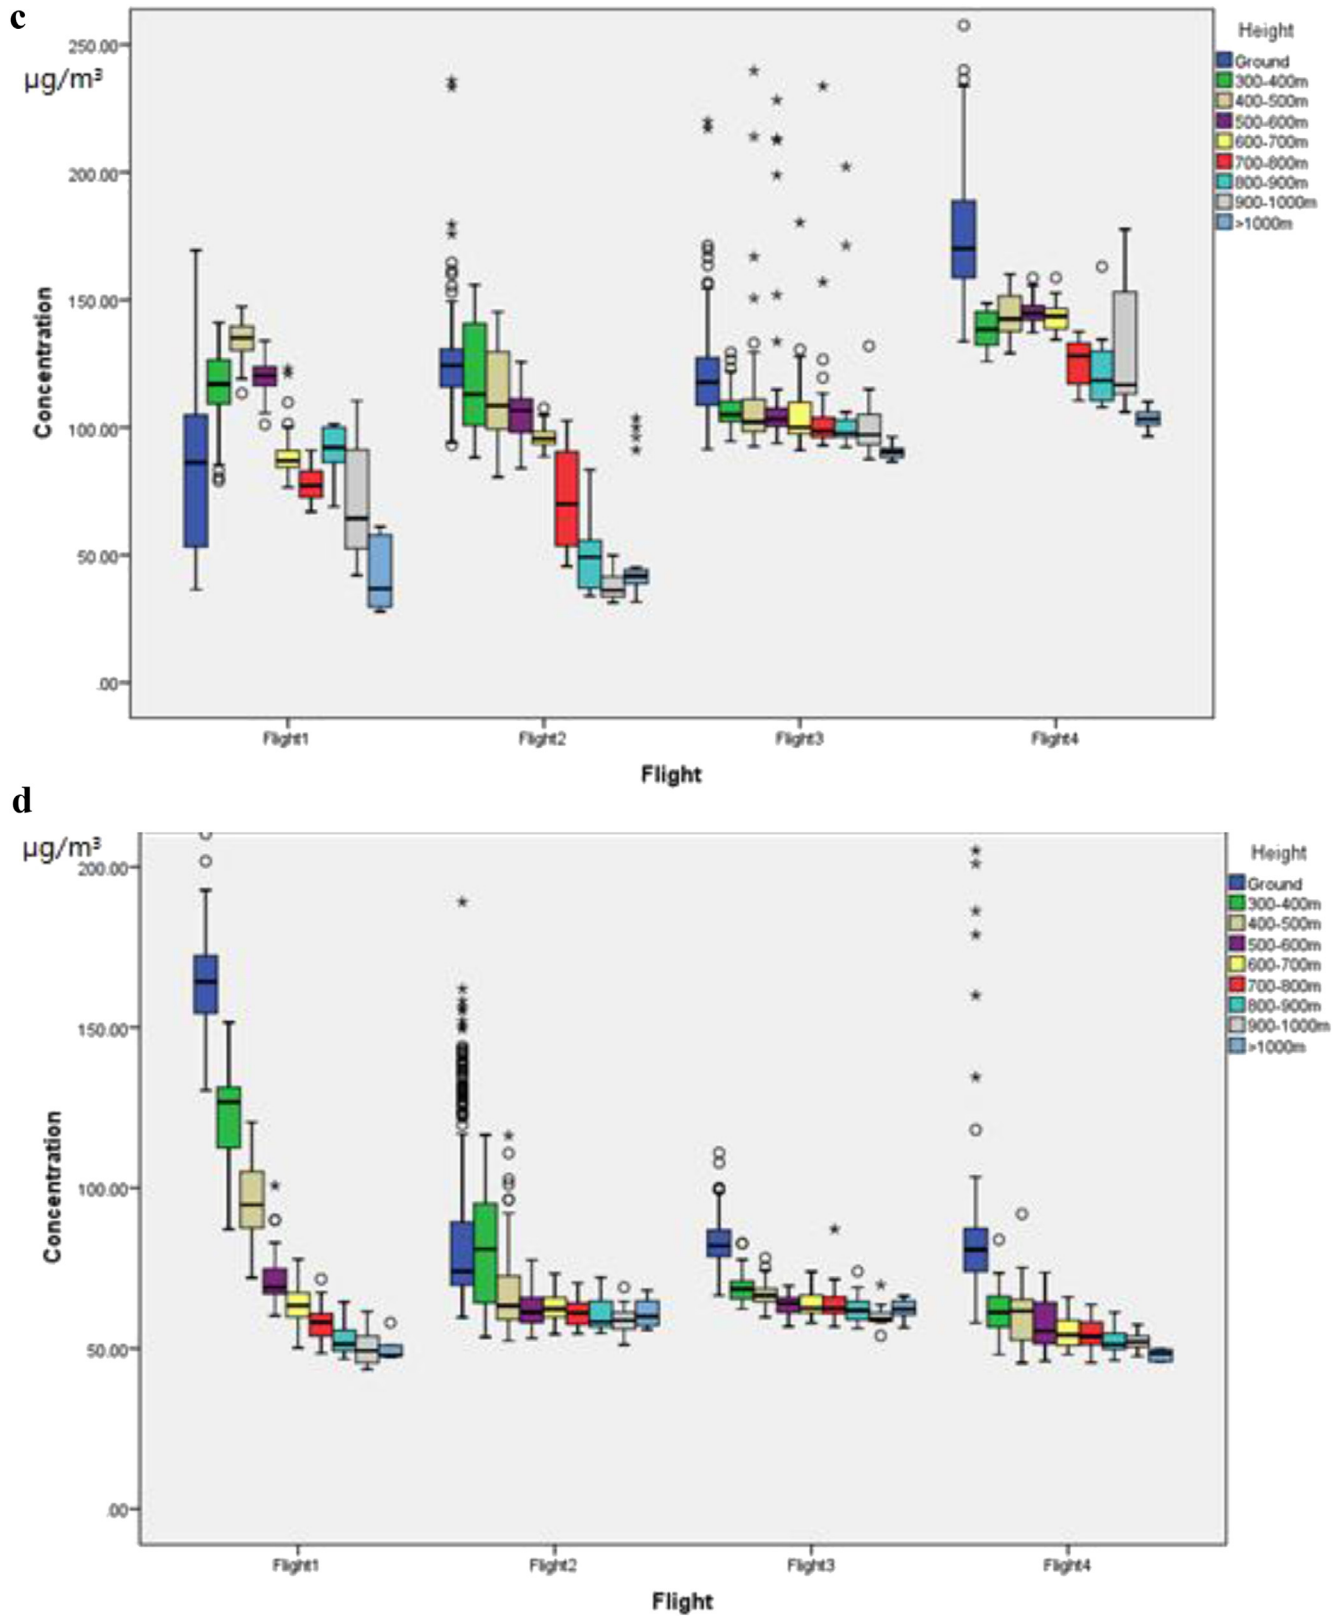 c
250.00
μg/m³
200.00
150.00
100.00
50.00
.00
Concentration
Flight1
Flight2
Flight3
Flight4
Flight
Height
Ground
300-400m
400-500m
500-600m
600-700m
700-800m
800-900m
900-1000m
>1000m
d
μg/m³
200.00
150.00
100.00
50.00
.00
Concentration
Flight1
Flight2
Flight3
Flight4
Flight
Height
Ground
300-400m
400-500m
500-600m
600-700m
700-800m
800-900m
900-1000m
>1000m